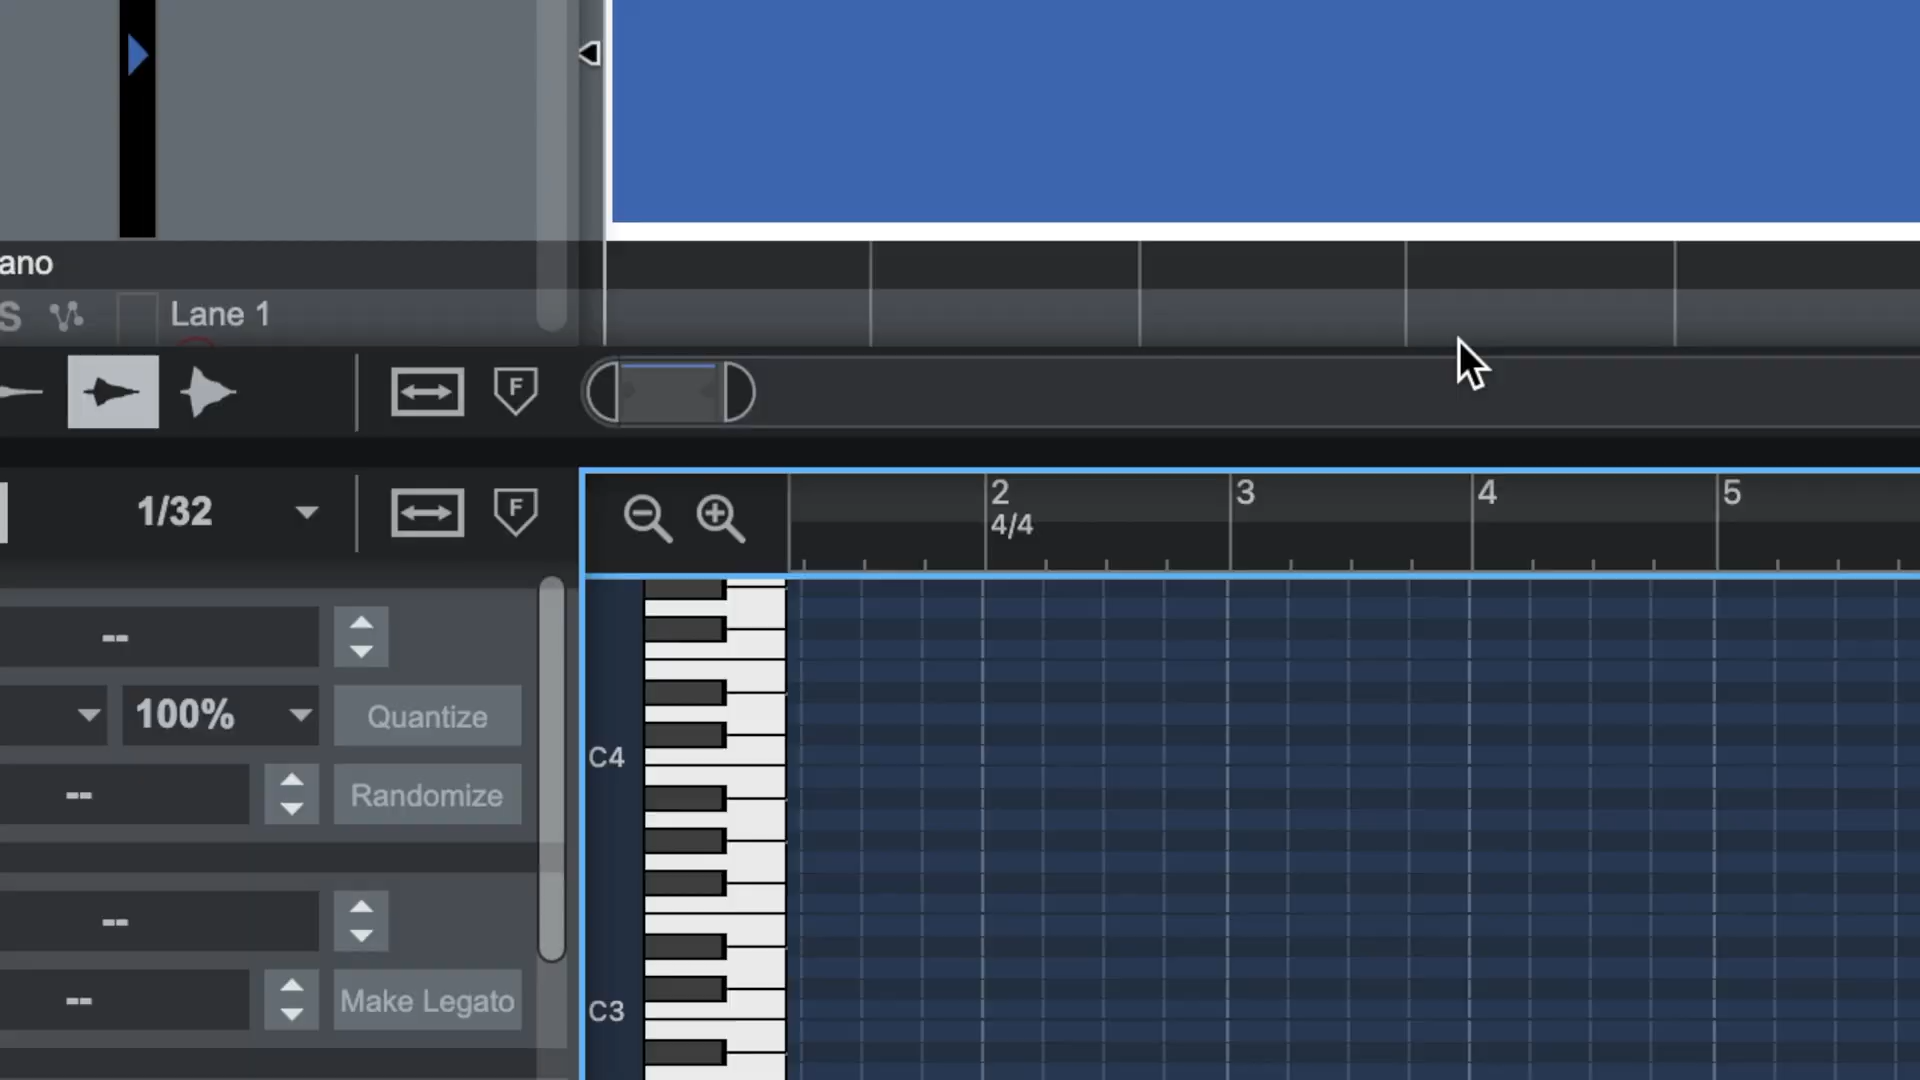 ano
S
Lane 1
F
1/32
F
2
3
4
5
4/4
--
100%
Quantize
C4
--
Randomize
--
--
Make Legato
C3